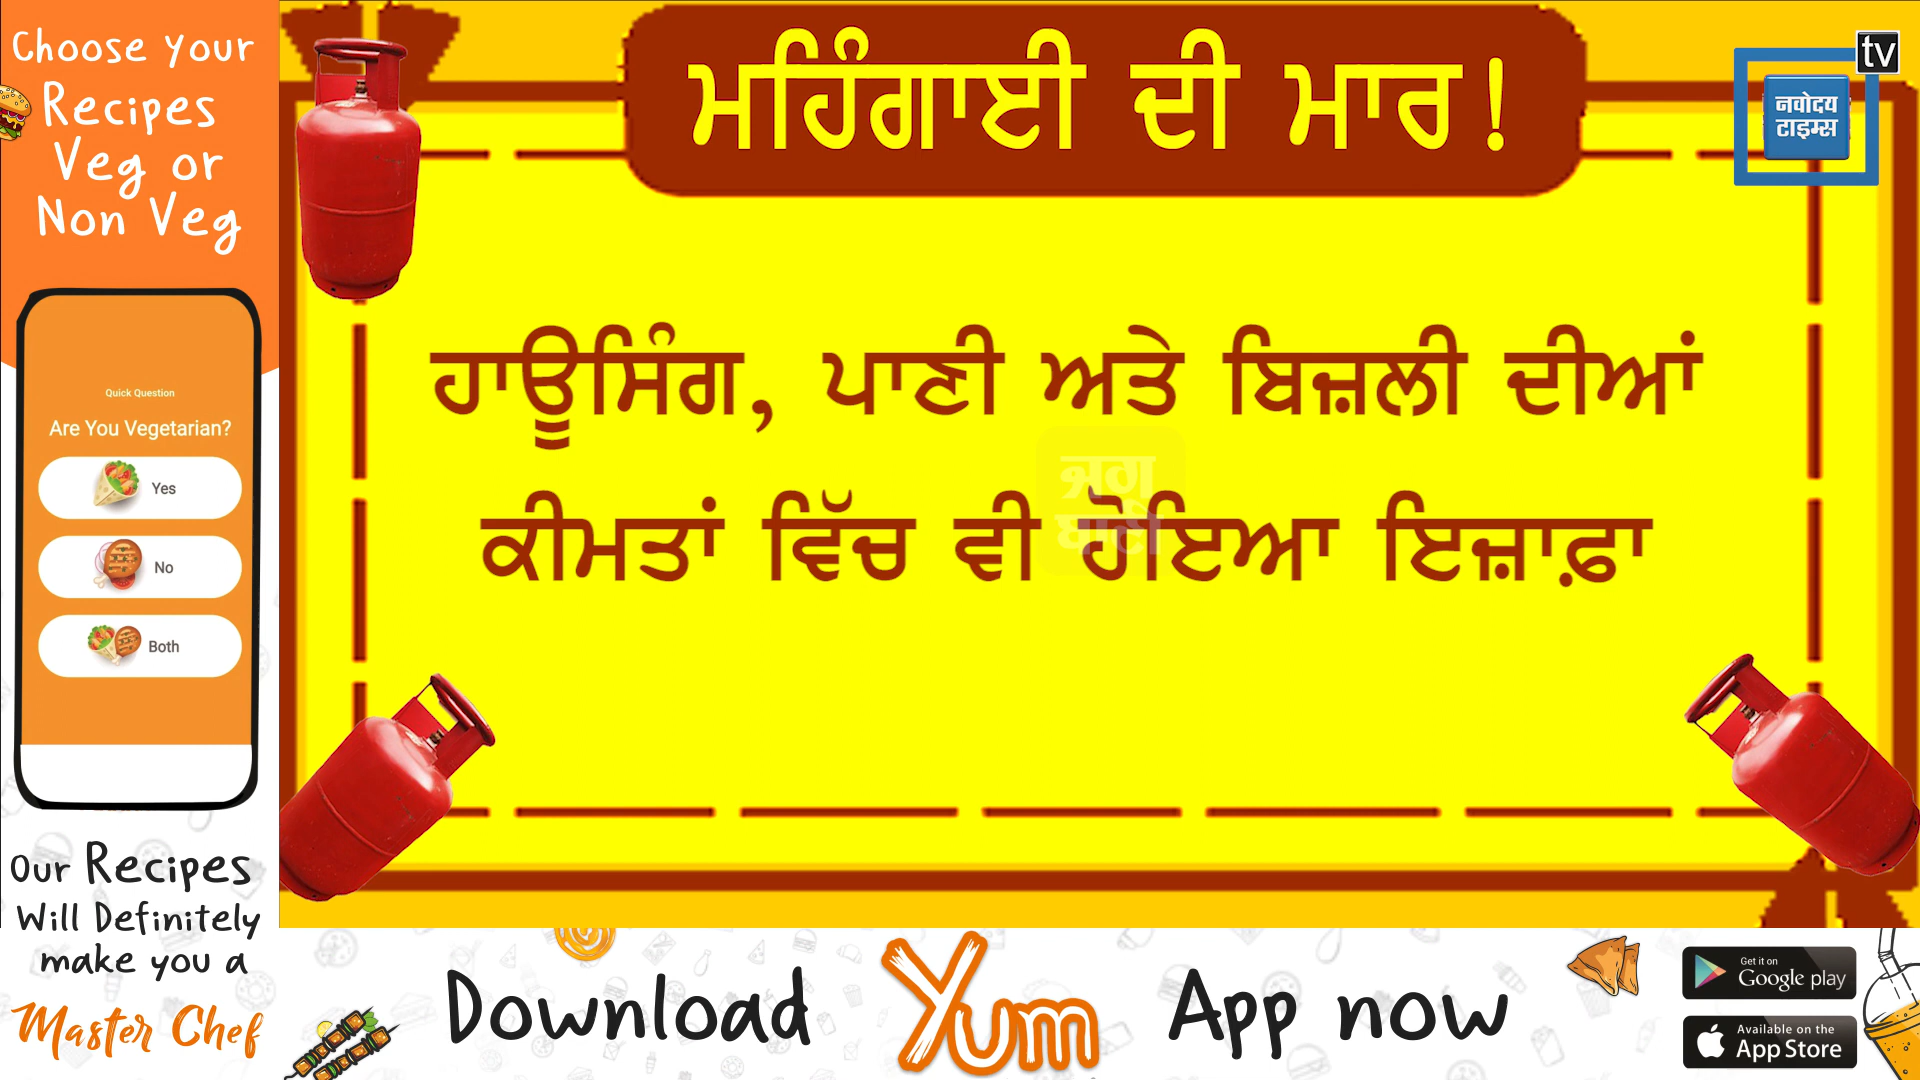 Choose Your
Recipes
Veg or
Non Veg
Quick Question
Are You Vegetarian?
Yes
No
Both
Our Recipes
Will Definitely
make you a
Master Chef
ਮਹਿੰਗਾਈ ਦੀ ਮਾਰ!
tv
नवोदय
टाइम्स
ਹਾਊਸਿੰਗ, ਪਾਣੀ ਅਤੇ ਬਿਜ਼ਲੀ ਦੀਆਂ
ਕੀਮਤਾਂ ਵਿੱਚ ਵੀ ਹੋਇਆ ਇਜ਼ਾਫ਼ਾ
ਜਗ
ਬਾਣੀ
Download Yum App now
Get it on
Google play
Available on the
App Store